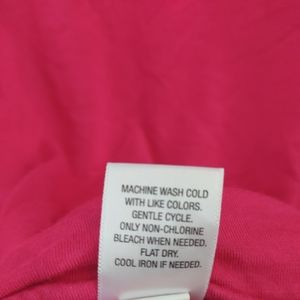 MACHINE WASH COLD
WITH LIKE COLORS.
GENTLE CYCLE.
ONLY NON-CHLORINE
BLEACH WHEN NEEDED.
FLAT DRY.
COOL IRON IF NEEDED.